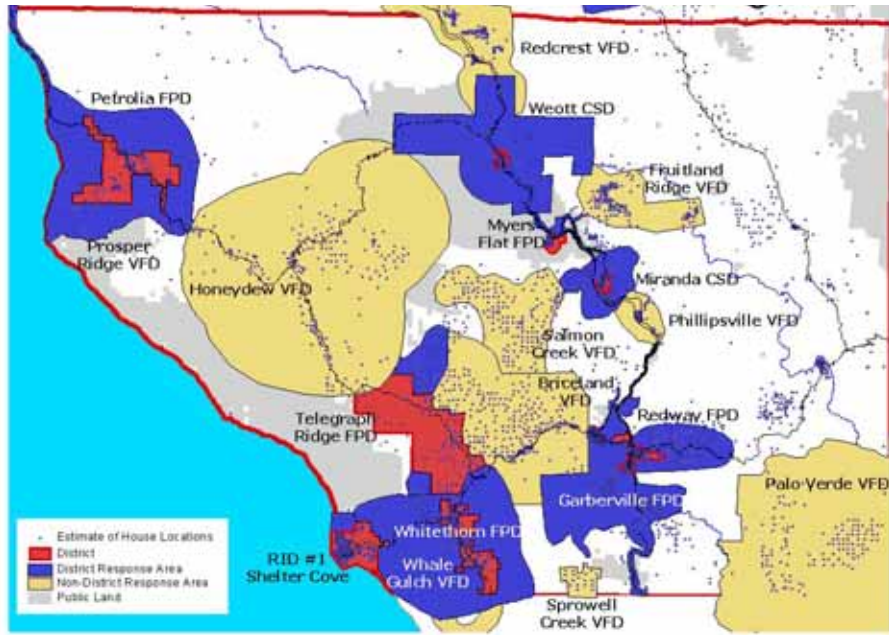 Redcrest VFD
Petrolia FPD
Weott CSD
Fruitland
Ridge VFD
Myers
Flat FPD
Prosper
Ridge VFD
Honeydew VFD
Miranda CSD
Phillipsville VFD
Salmon
Creek VFD
Briceland
VFD
Telegraph
Ridge FPD
Redway FPD
Palo Verde VFD
Garberville FPD
Whitethorn FPD
RID #1
Shelter Cove
Whale
Gulch VFD
Sprowell
Creek VFD
Estimate of House Locations
District
District Response Area
Non-District Response Area
Public Land